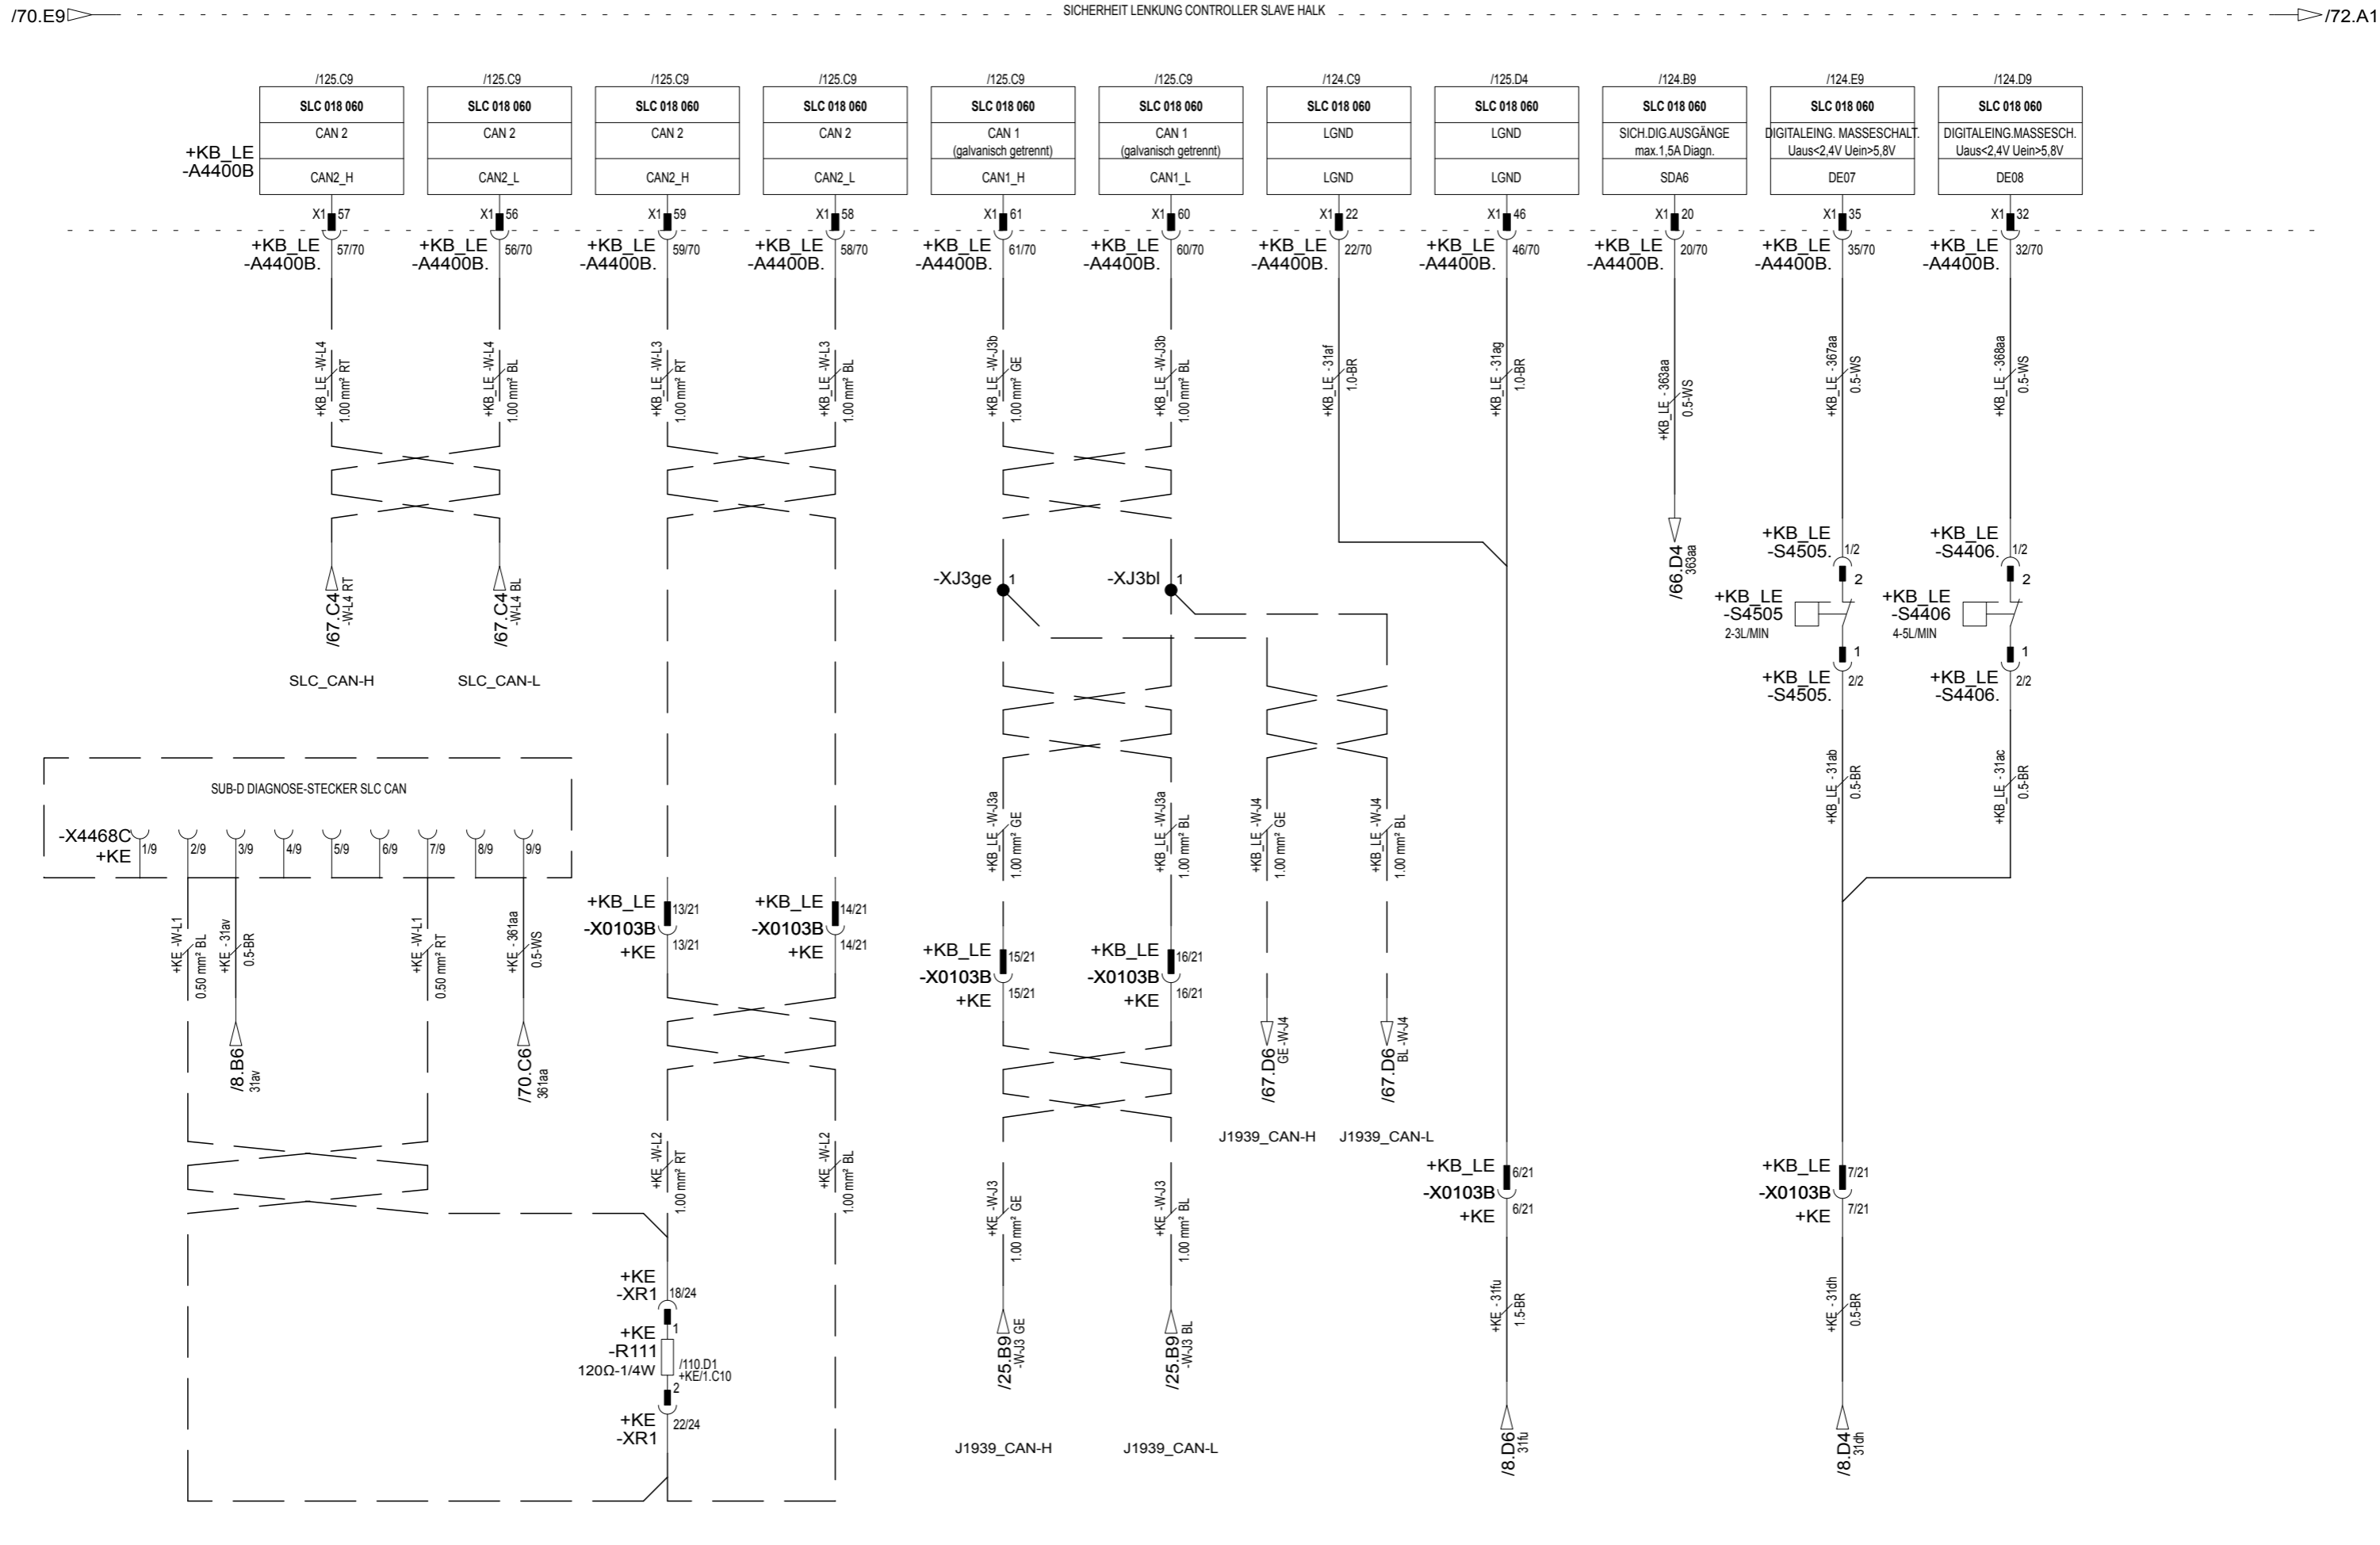 /70.E9
SICHERHEIT LENKUNG CONTROLLER SLAVE HALK
/72.A1
/125.C9
/125.C9
/125.C9
/125.C9
/125.C9
/125.C9
/124.C9
/125.D4
/124.B9
/124.E9
/124.D9
SLC 018 060
SLC 018 060
SLC 018 060
SLC 018 060
SLC 018 060
SLC 018 060
SLC 018 060
SLC 018 060
SLC 018 060
SLC 018 060
SLC 018 060
CAN 2
CAN 2
CAN 2
CAN 2
CAN 1
(galvanisch getrennt)
CAN 1
(galvanisch getrennt)
LGND
LGND
SICH.DIG.AUSGÄNGE
max.1,5A Diagn.
DIGITALEING. MASSESCHALT.
Uaus<2,4V Uein>5,8V
DIGITALEING.MASSESCH.
Uaus<2,4V Uein>5,8V
+KB_LE
-A4400B
CAN2_H
CAN2_L
CAN2_H
CAN2_L
CAN1_H
CAN1_L
LGND
LGND
SDA6
DE07
DE08
X1 57
X1 56
X1 59
X1 58
X1 61
X1 60
X1 22
X1 46
X1 20
X1 35
X1 32
+KB_LE
-A4400B.
57/70
+KB_LE
-A4400B.
56/70
+KB_LE
-A4400B.
59/70
+KB_LE
-A4400B.
58/70
+KB_LE
-A4400B.
61/70
+KB_LE
-A4400B.
60/70
+KB_LE
-A4400B.
22/70
+KB_LE
-A4400B.
46/70
+KB_LE
-A4400B.
20/70
+KB_LE
-A4400B.
35/70
+KB_LE
-A4400B.
32/70
+KB_LE -W-L4
1.00 mm² RT
+KB_LE -W-L4
1.00 mm² BL
+KB_LE -W-L3
1.00 mm² RT
+KB_LE -W-L3
1.00 mm² BL
+KB_LE -W-J3b
1.00 mm² GE
+KB_LE -W-J3b
1.00 mm² BL
+KB_LE - 31af
1.0-BR
+KB_LE - 31ag
1.0-BR
+KB_LE - 363aa
0.5-WS
+KB_LE - 367aa
0.5-WS
+KB_LE - 368aa
0.5-WS
/67.C4
-W-L4 RT
/67.C4
-W-L4 BL
SLC_CAN-H
SLC_CAN-L
-XJ3ge 1
-XJ3bl 1
/66.D4
363aa
+KB_LE
-S4505.
1/2
2
+KB_LE
-S4505
2-3L/MIN
1
+KB_LE
-S4505.
2/2
+KB_LE
-S4406.
1/2
2
+KB_LE
-S4406
4-5L/MIN
1
+KB_LE
-S4406.
2/2
+KB_LE - 31ab
0.5-BR
+KB_LE - 31ac
0.5-BR
SUB-D DIAGNOSE-STECKER SLC CAN
-X4468C
+KE
1/9
2/9
3/9
4/9
5/9
6/9
7/9
8/9
9/9
+KE -W-L1
0.50 mm² BL
+KE - 31av
0.5-BR
+KE -W-L1
0.50 mm² RT
+KE - 361aa
0.5-WS
/8.B6
31av
/70.C6
361aa
+KB_LE
-X0103B
+KE
13/21
13/21
+KB_LE
-X0103B
+KE
14/21
14/21
+KB_LE -W-J3a
1.00 mm² GE
+KB_LE -W-J3a
1.00 mm² BL
+KB_LE -W-J4
1.00 mm² GE
+KB_LE -W-J4
1.00 mm² BL
+KB_LE
-X0103B
+KE
15/21
15/21
+KB_LE
-X0103B
+KE
16/21
16/21
/67.D6
GE -W-J4
/67.D6
BL -W-J4
J1939_CAN-H
J1939_CAN-L
+KE -W-L2
1.00 mm² RT
+KE -W-L2
1.00 mm² BL
+KE -W-J3
1.00 mm² GE
+KE -W-J3
1.00 mm² BL
+KB_LE
-X0103B
+KE
6/21
6/21
+KB_LE
-X0103B
+KE
7/21
7/21
+KE
-XR1
18/24
1
+KE
-R111
120Ω-1/4W
/110.D1
+KE/1.C10
2
+KE
-XR1
22/24
/25.B9
-W-J3 GE
/25.B9
-W-J3 BL
J1939_CAN-H
J1939_CAN-L
+KE - 31fu
1.5-BR
+KE - 31dh
0.5-BR
/8.D6
31fu
/8.D4
31dh